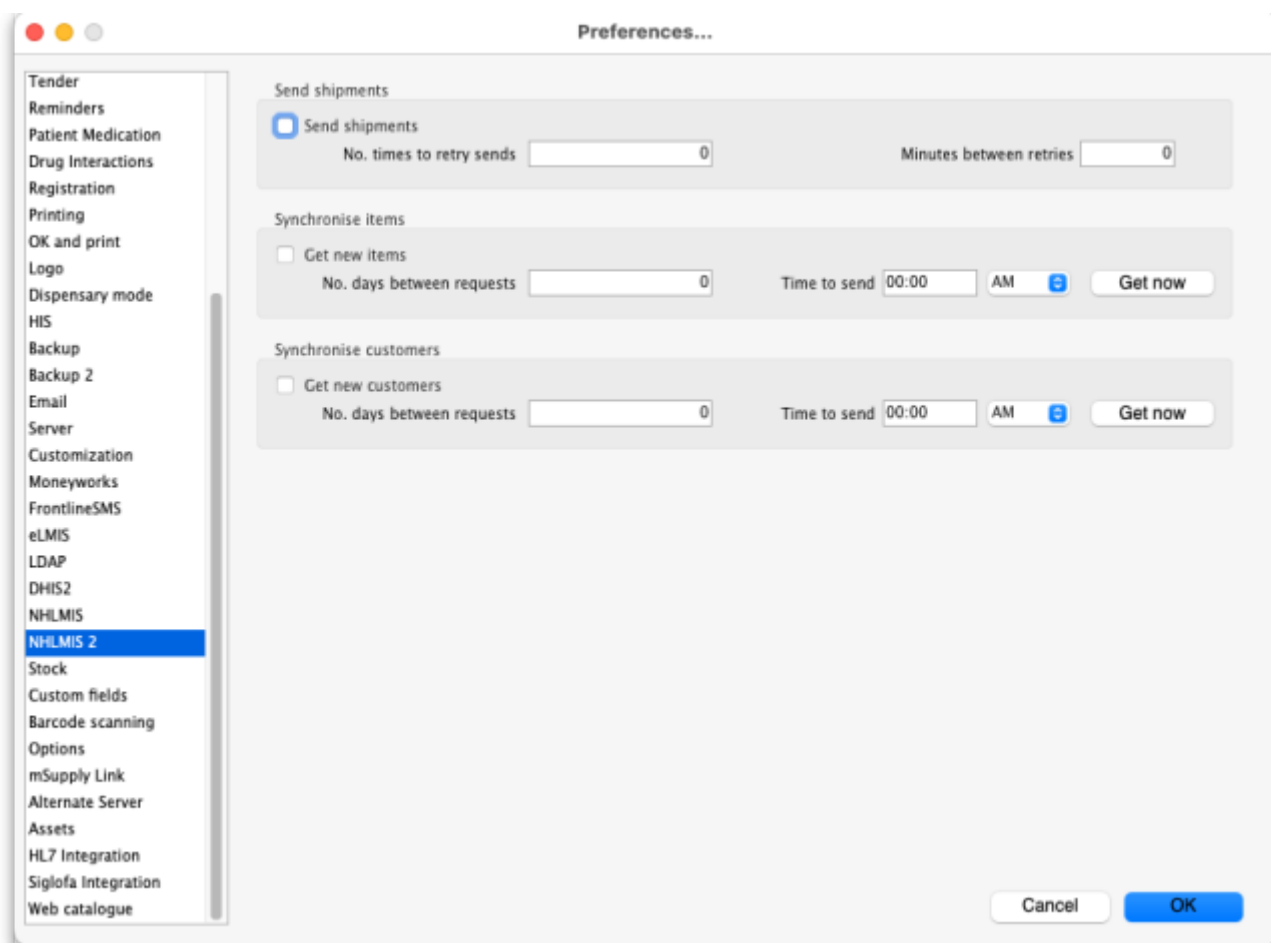 Preferences...
Tender
Reminders
Patient Medication
Drug Interactions
Registration
Printing
OK and print
Logo
Dispensary mode
HIS
Backup
Backup 2
Email
Server
Customization
Moneyworks
FrontlineSMS
eLMIS
LDAP
DHIS2
NHLMIS
NHLMIS 2
Stock
Custom fields
Barcode scanning
Options
mSupply Link
Alternate Server
Assets
HL7 Integration
Siglofa Integration
Web catalogue
Send shipments
Send shipments
No. times to retry sends 0 Minutes between retries 0
Synchronise items
Get new items
No. days between requests 0 Time to send 00:00 AM Get now
Synchronise customers
Get new customers
No. days between requests 0 Time to send 00:00 AM Get now
Cancel OK